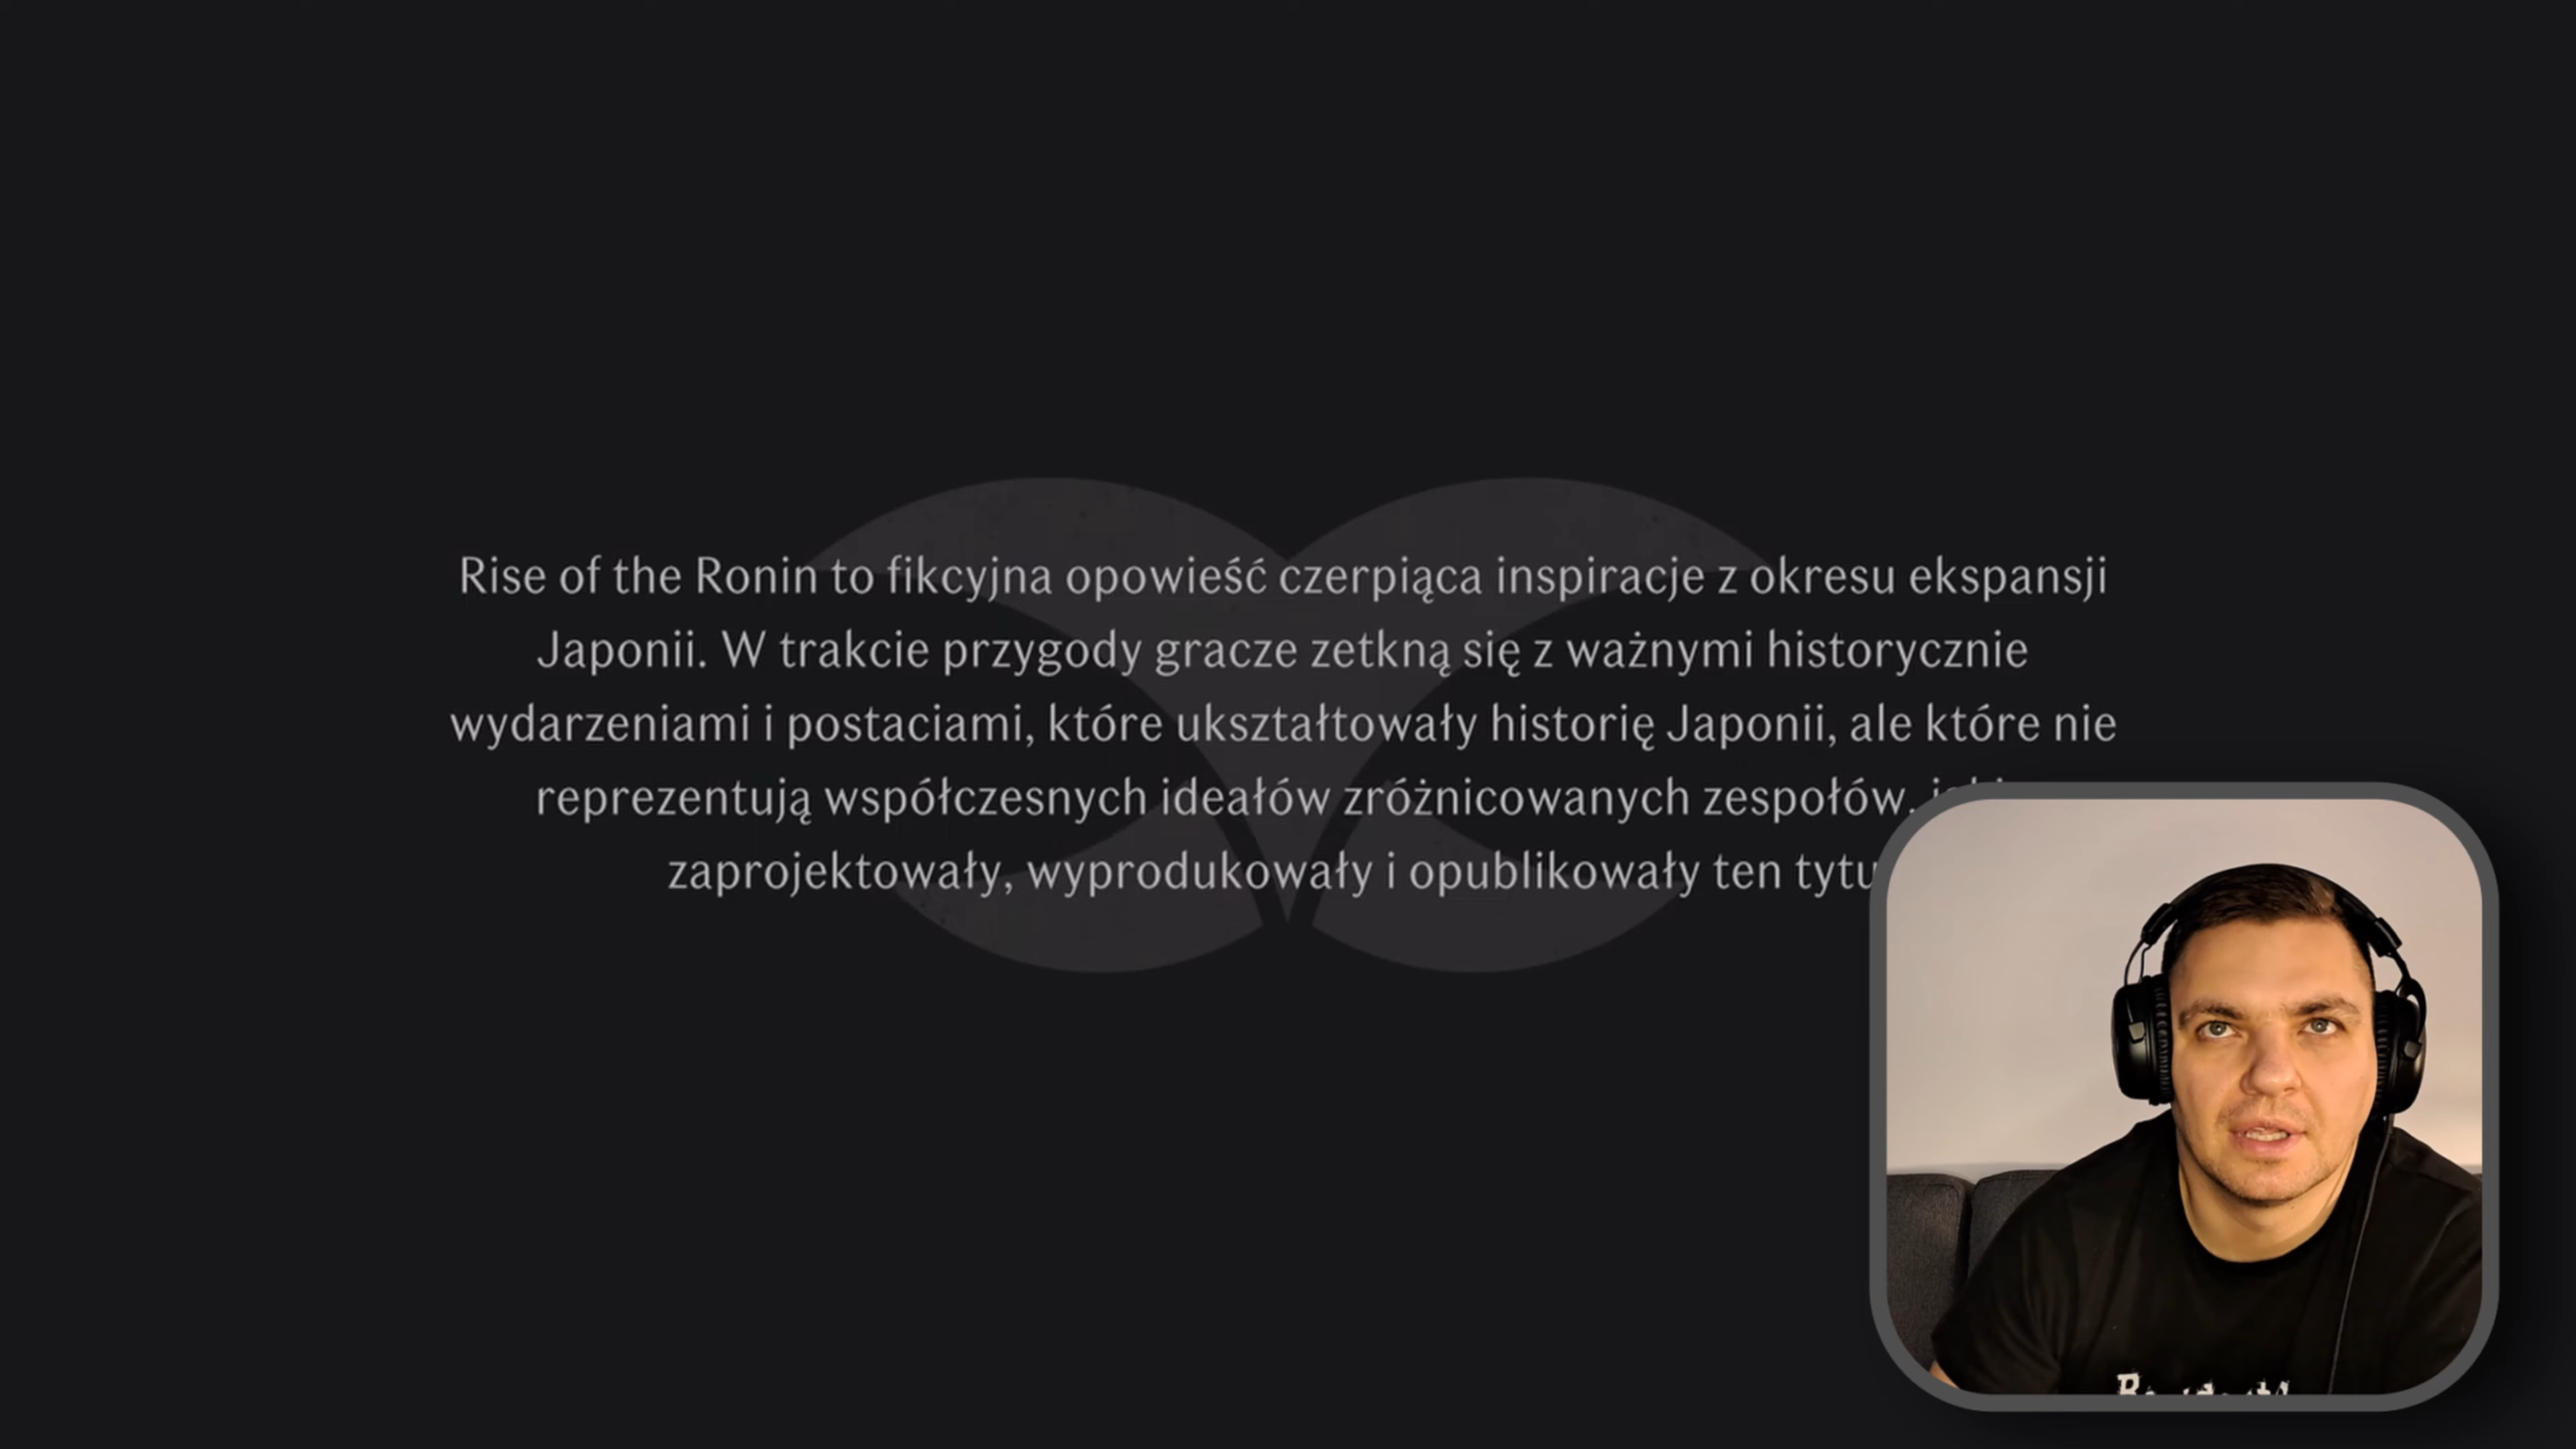 Rise of the Ronin to fikcyjna opowieść czerpiąca inspiracje z okresu ekspansji
Japonii. W trakcie przygody gracze zetkną się z ważnymi historycznie
wydarzeniami i postaciami, które ukształtowały historię Japonii, ale które nie
reprezentują współczesnych ideałów zróżnicowanych zespołów,
zaprojektowały, wyprodukowały i opublikowały ten